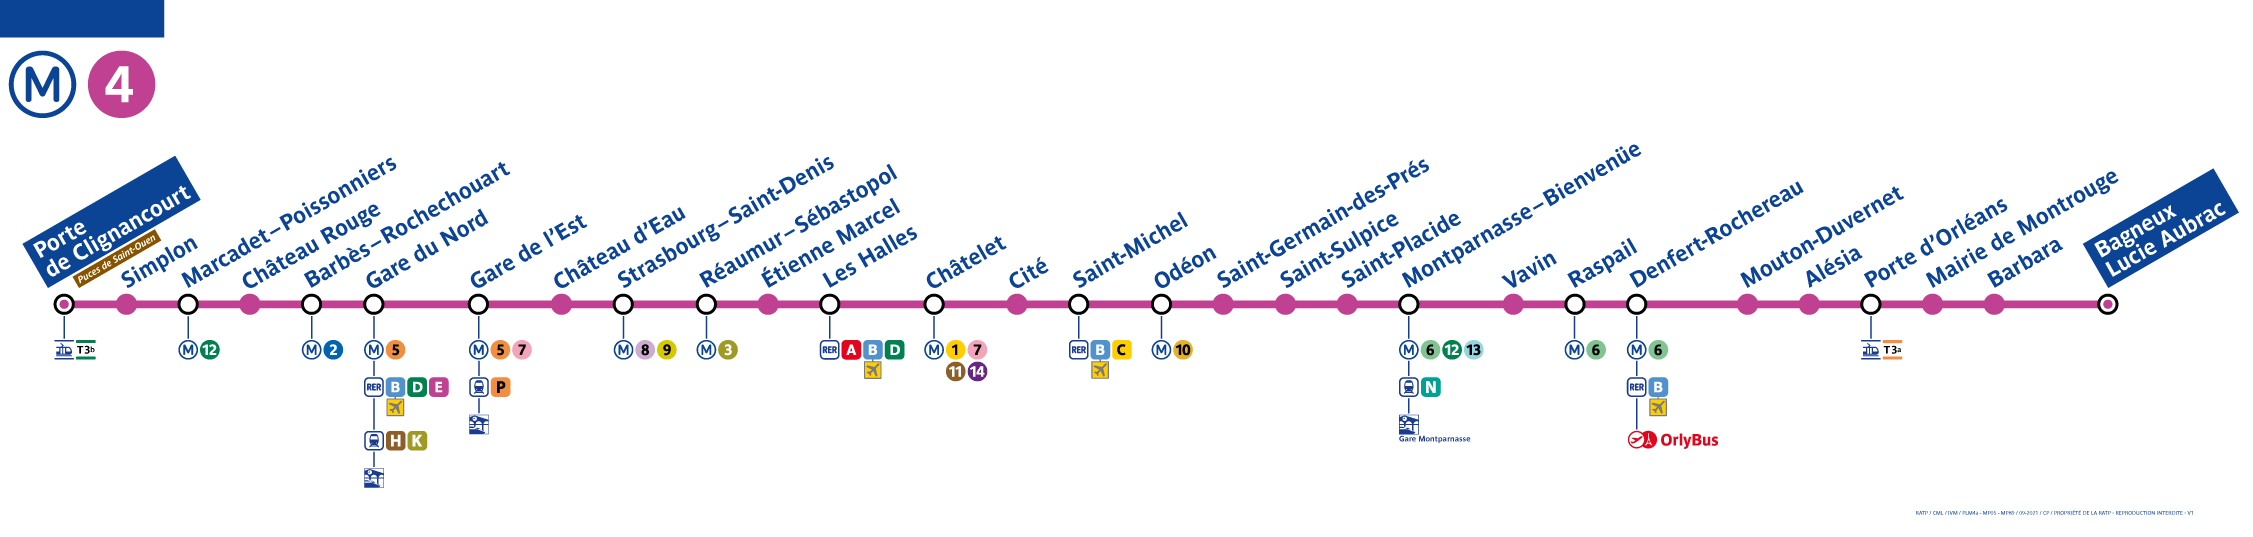 M 4
Porte
de Clignancourt
Puces de Saint-Ouen
Simplon
Marcadet–Poissonniers
Château Rouge
Barbès–Rochechouart
Gare du Nord
Gare de l'Est
Château d'Eau
Strasbourg–Saint-Denis
Réaumur–Sébastopol
Étienne Marcel
Les Halles
Châtelet
Cité
Saint-Michel
Odéon
Saint-Germain-des-Prés
Saint-Sulpice
Saint-Placide
Montparnasse–Bienvenüe
Vavin
Raspail
Denfert-Rochereau
Mouton-Duvernet
Alésia
Porte d'Orléans
Mairie de Montrouge
Barbara
Bagneux
Lucie Aubrac
T3b
M 12
M 2
M 5
RER B D E
H K
M 5 7
P
M 8 9
M 3
RER A B D
M 1 7
11 14
RER B C
M 10
M 6 12 13
N
Gare Montparnasse
M 6
M 6
RER B
OrlyBus
T3a
RATP / CML / IVM / PLM4a - MP05 - MP89 / 09-2021 / CP / PROPRIÉTÉ DE LA RATP - REPRODUCTION INTERDITE - V1